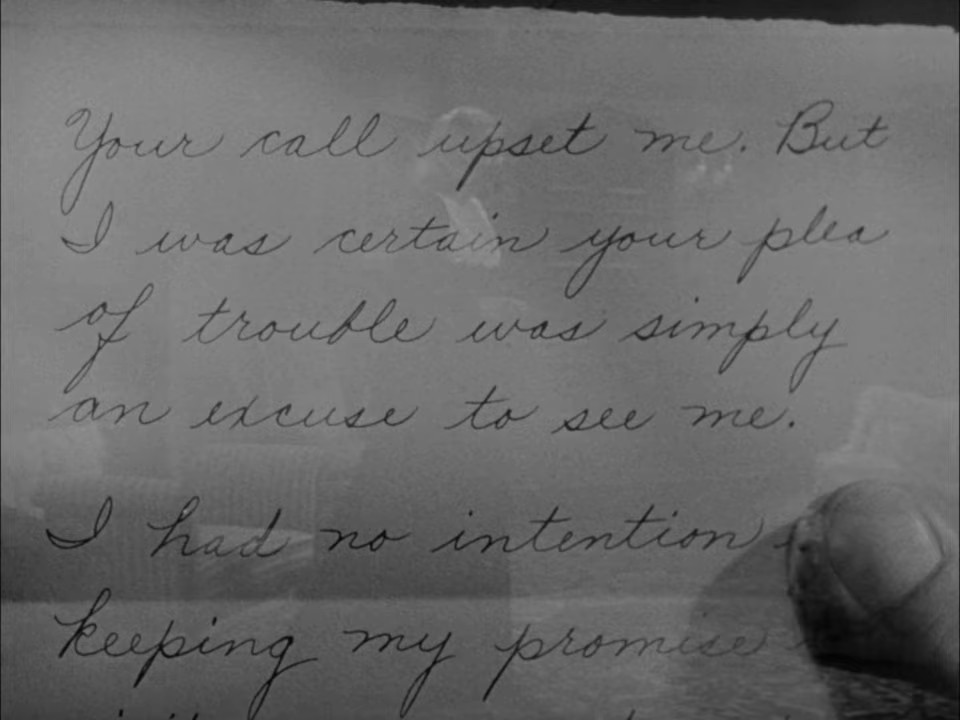 Your call upset me. But
I was certain your plea
of trouble was simply
an excuse to see me.
I had no intention
keeping my promise